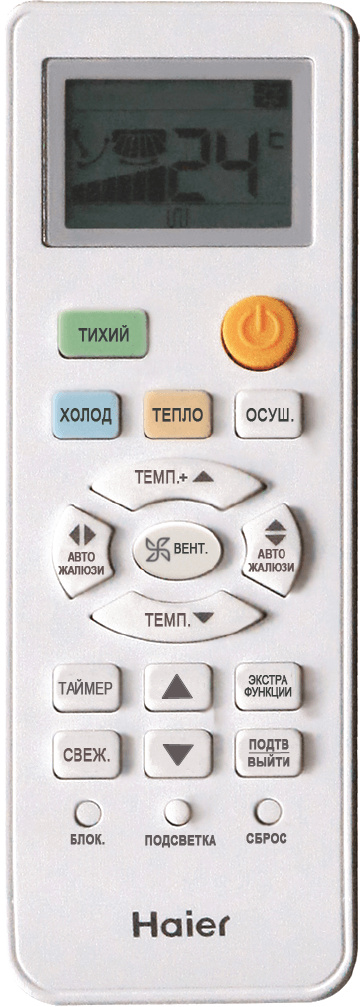 24°C
ТИХИЙ
ХОЛОД ТЕПЛО ОСУШ.
ТЕМП.+
АВТО
ЖАЛЮЗИ
ВЕНТ.
АВТО
ЖАЛЮЗИ
ТЕМП.
ТАЙМЕР
ЭКСТРА
ФУНКЦИИ
СВЕЖ.
ПОДТВ
ВЫЙТИ
БЛОК. ПОДСВЕТКА СБРОС
Haier